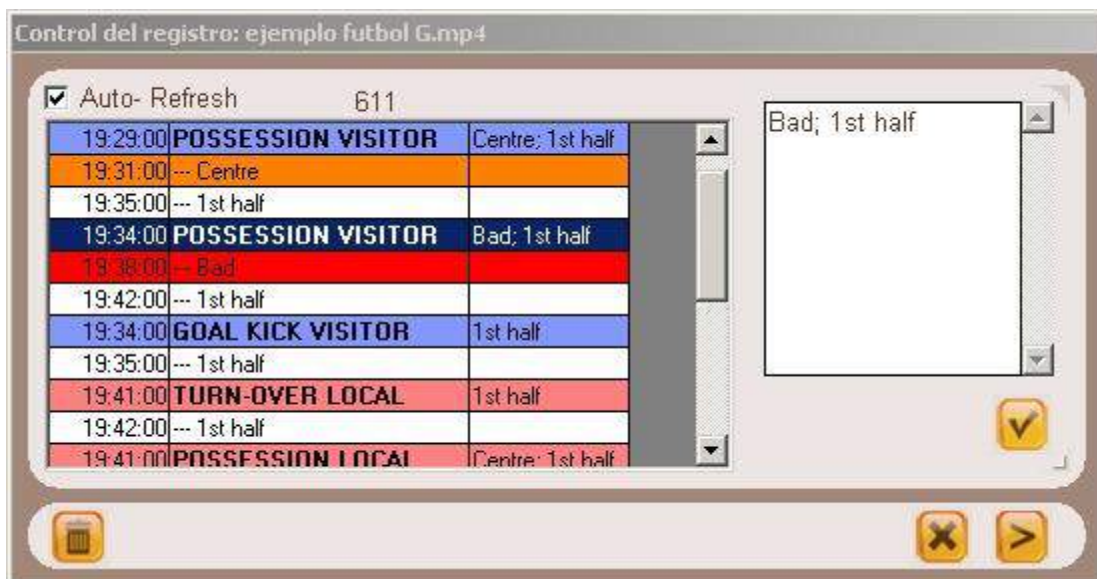 Control del registro: ejemplo futbol G.mp4
Auto- Refresh 611
19:29:00 POSSESSION VISITOR Centre; 1st half
19:31:00 --- Centre
19:35:00 --- 1st half
19:34:00 POSSESSION VISITOR Bad; 1st half
19:38:00 --- Bad
19:42:00 --- 1st half
19:34:00 GOAL KICK VISITOR 1st half
19:35:00 --- 1st half
19:41:00 TURN-OVER LOCAL 1st half
19:42:00 --- 1st half
19:41:00 POSSESSION LOCAL Centre; 1st half
Bad; 1st half